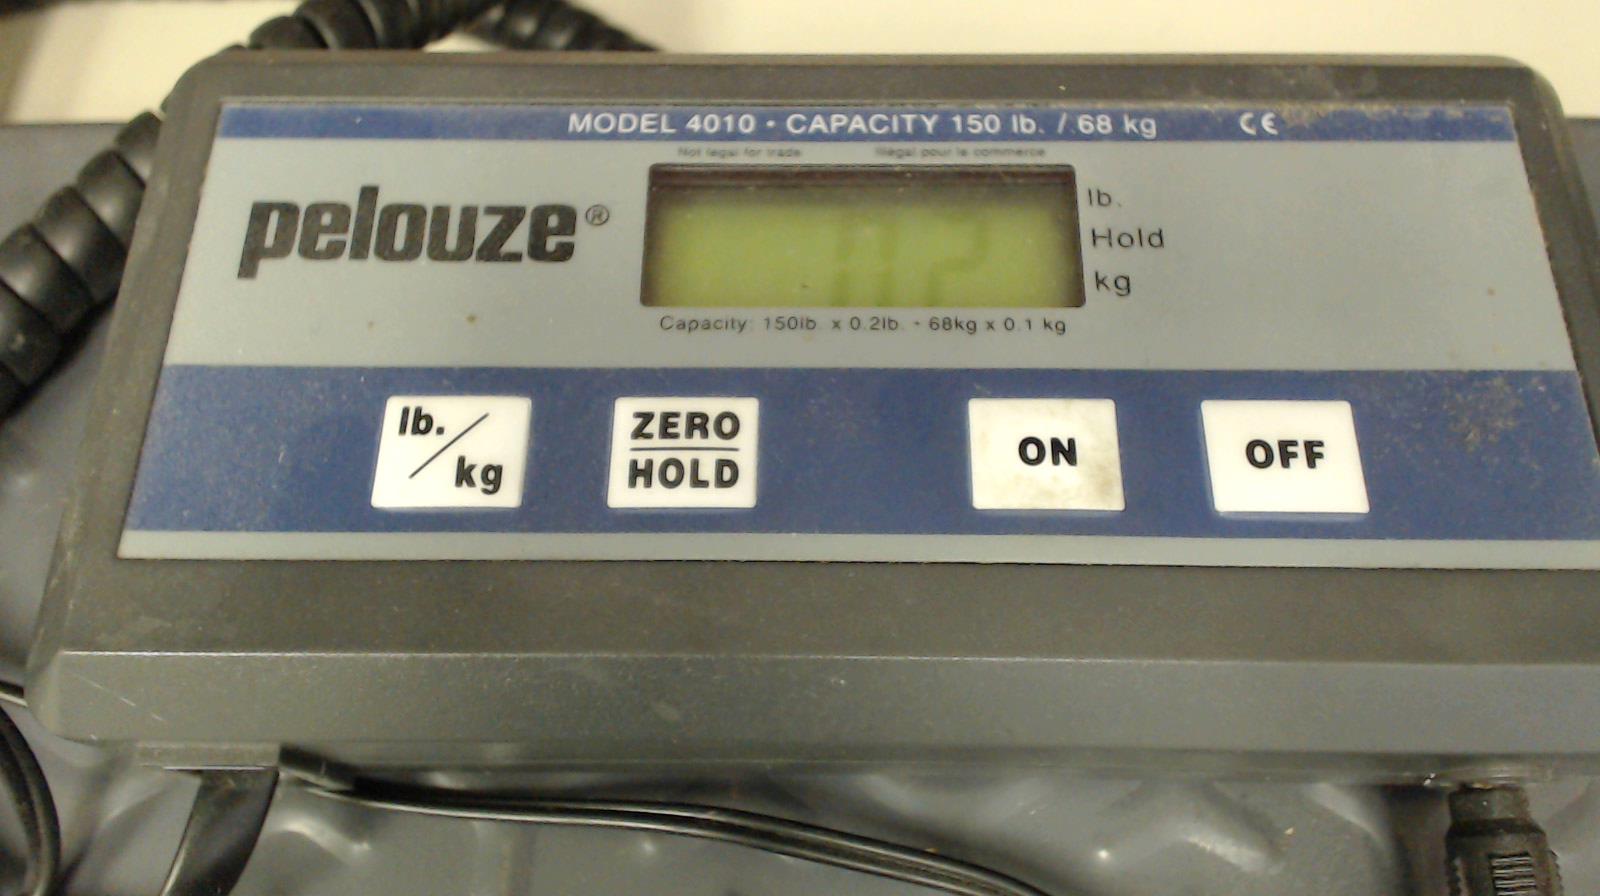 MODEL 4010 • CAPACITY 150 lb. / 68 kg CE
Not legal for trade Illégal pour le commerce
pelouze®
lb.
Hold
kg
Capacity: 150lb. x 0.2lb. - 68kg x 0.1 kg
lb./kg
ZERO
HOLD
ON
OFF